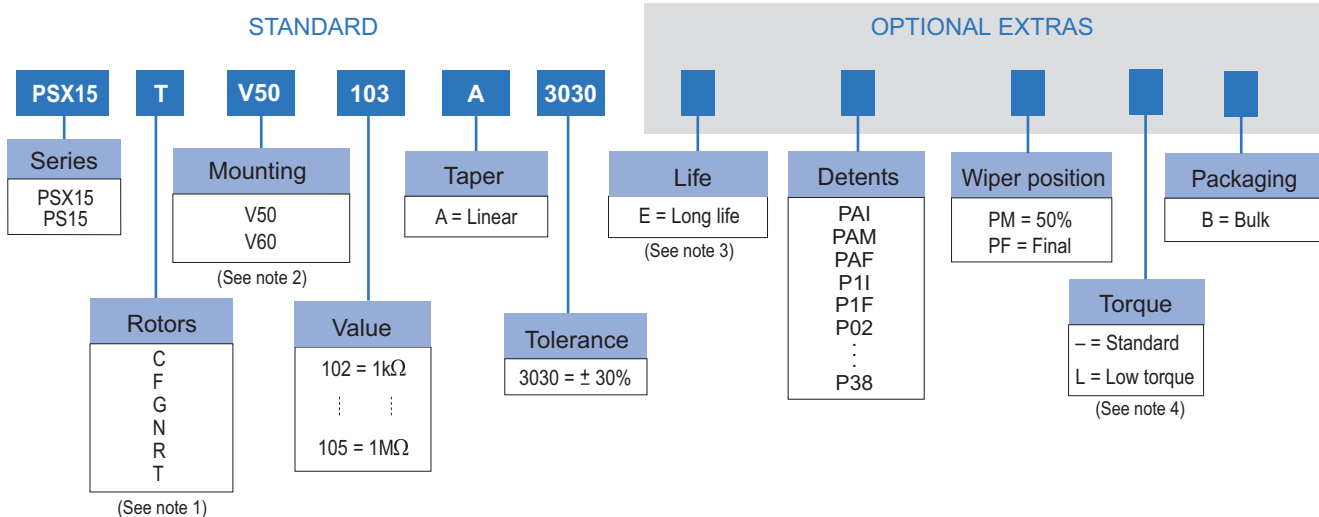 STANDARD
OPTIONAL EXTRAS
PSX15 T V50 103 A 3030
Series
PSX15
PS15
Mounting
V50
V60
(See note 2)
Taper
A = Linear
Life
E = Long life
(See note 3)
Detents
PAI
PAM
PAF
P1I
P1F
P02
:
P38
Wiper position
PM = 50%
PF = Final
Packaging
B = Bulk
Rotors
C
F
G
N
R
T
(See note 1)
Value
102 = 1kΩ
105 = 1MΩ
Tolerance
3030 = ± 30%
Torque
– = Standard
L = Low torque
(See note 4)